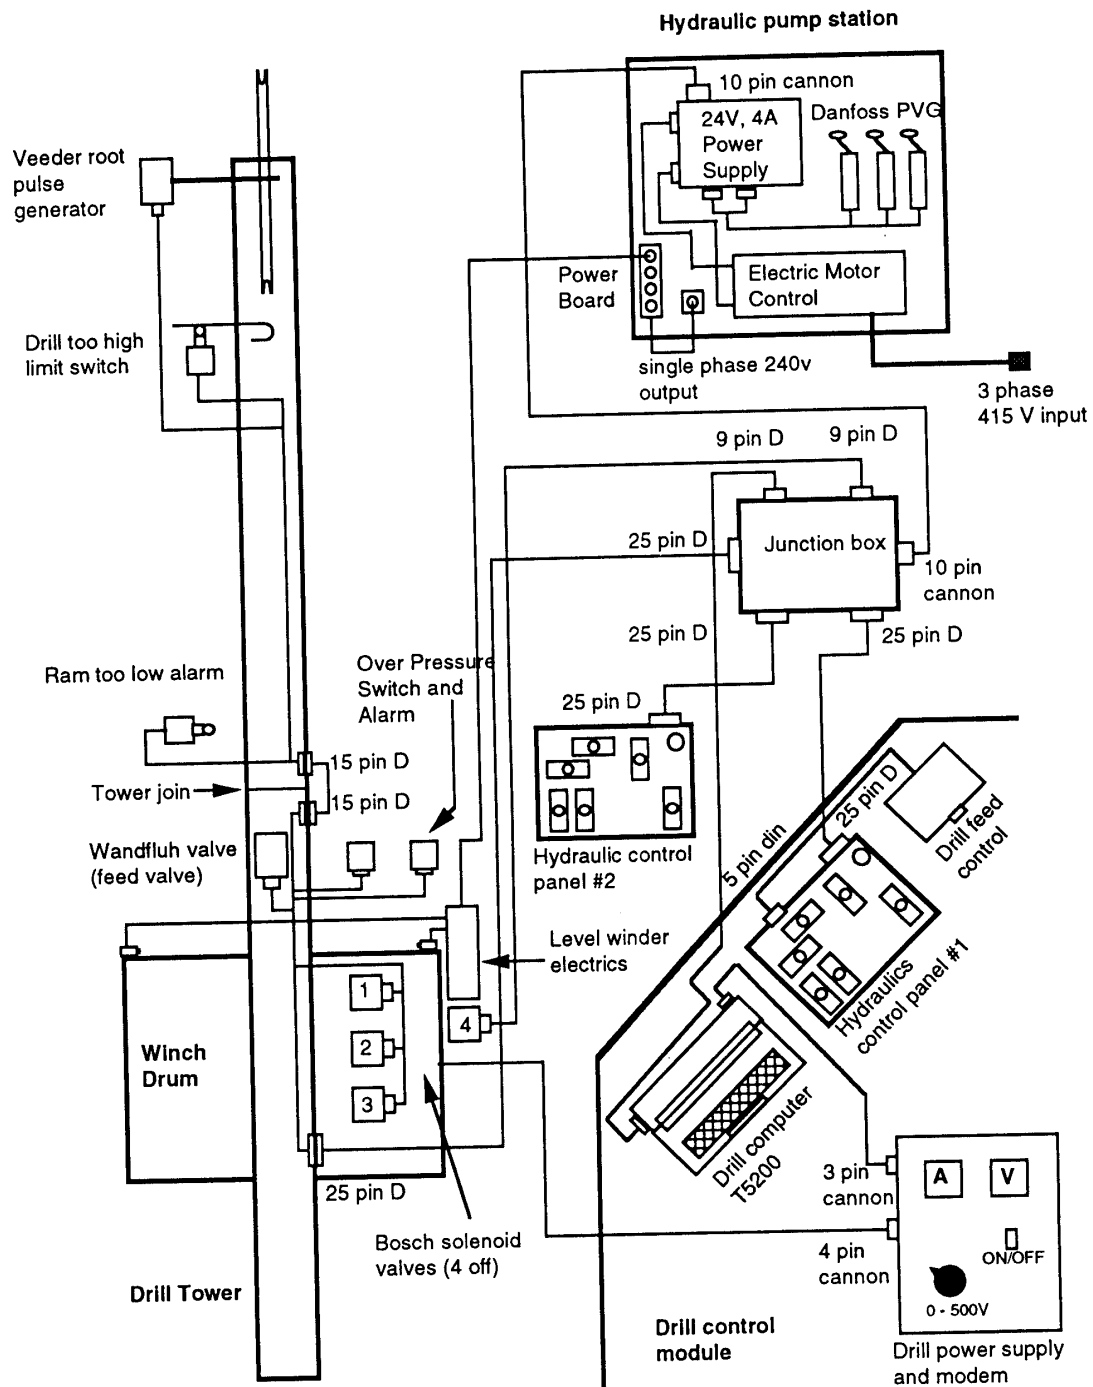 Hydraulic pump station
10 pin cannon
24V, 4A
Power
Supply
Danfoss PVG
Veeder root
pulse
generator
Power
Board
Electric Motor
Control
Drill too high
limit switch
single phase 240v
output
3 phase
415 V input
9 pin D
9 pin D
25 pin D
Junction box
10 pin
cannon
25 pin D
25 pin D
Ram too low alarm
Over Pressure
Switch and
Alarm
25 pin D
15 pin D
Tower join
15 pin D
25 pin D
Drill feed
control
5 pin din
Wandfluh valve
(feed valve)
Hydraulic control
panel #2
Level winder
electrics
Hydraulics
control panel #1
1
4
2
3
Winch
Drum
Drill computer
T5200
25 pin D
3 pin
cannon
A
V
Bosch solenoid
valves (4 off)
4 pin
cannon
ON/OFF
0 - 500V
Drill Tower
Drill control
module
Drill power supply
and modem